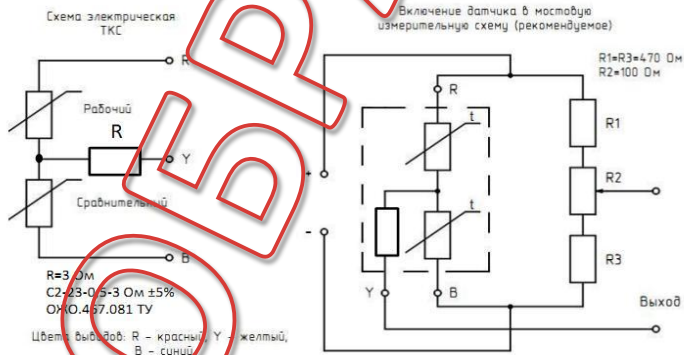 Схема электрическая
ТКС
R
Рабочий
R
Y
Сравнительный
B
R=3 Ом
С2-23-0,5-3 Ом ±5%
ОЖО.467.081 ТУ
Цвета выводов: R – красный, Y – желтый,
B – синий
Включение датчика в мостовую
измерительную схему (рекомендуемое)
R1=R3=470 Ом
R2=100 Ом
R
t
R1
+
R2
t
-
R3
Y
B
Выход